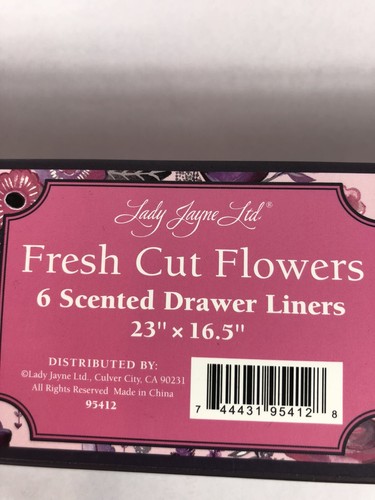 Lady Jayne Ltd.®
Fresh Cut Flowers
6 Scented Drawer Liners
23" × 16.5"
DISTRIBUTED BY:
©Lady Jayne Ltd., Culver City, CA 90231
All Rights Reserved Made in China
95412
7 44431 95412 8